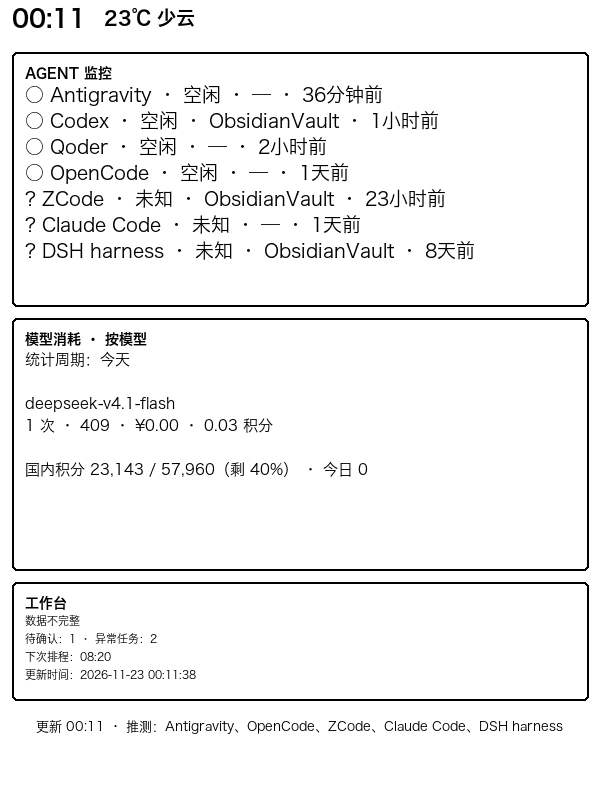 00:11 23℃ 少云
AGENT 监控
○ Antigravity · 空闲 · — · 36分钟前
○ Codex · 空闲 · ObsidianVault · 1小时前
○ Qoder · 空闲 · — · 2小时前
○ OpenCode · 空闲 · — · 1天前
? ZCode · 未知 · ObsidianVault · 23小时前
? Claude Code · 未知 · — · 1天前
? DSH harness · 未知 · ObsidianVault · 8天前
模型消耗 · 按模型
统计周期：今天
deepseek-v4.1-flash
1 次 · 409 · ¥0.00 · 0.03 积分
国内积分 23,143 / 57,960（剩 40%） · 今日 0
工作台
数据不完整
待确认：1 · 异常任务：2
下次排程：08:20
更新时间：2026-11-23 00:11:38
更新 00:11 · 推测：Antigravity、OpenCode、ZCode、Claude Code、DSH harness